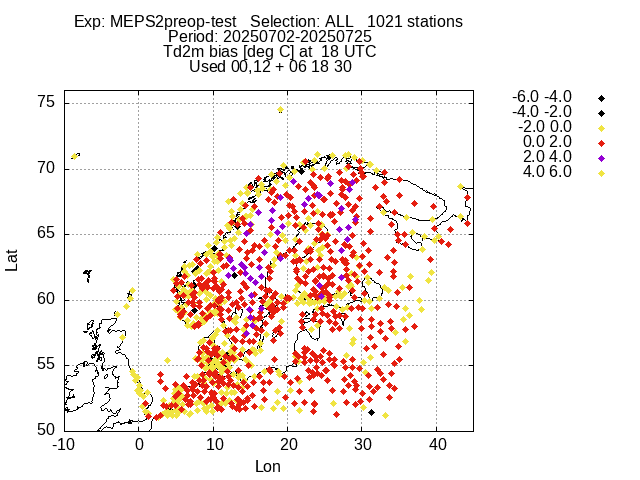 Exp: MEPS2preop-test   Selection: ALL   1021 stations
Period: 20250702-20250725
Td2m bias [deg C] at  18 UTC
Used 00,12 + 06 18 30
-6.0 -4.0
-4.0 -2.0
-2.0 0.0
0.0 2.0
2.0 4.0
4.0 6.0
75
70
65
60
55
50
Lat
-10 0 10 20 30 40
Lon